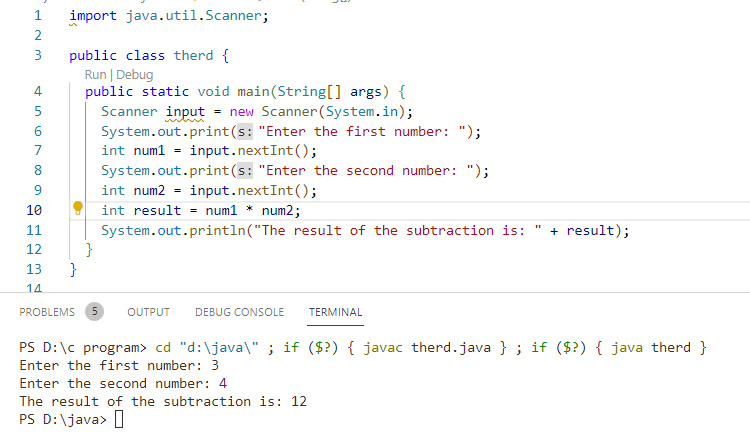 1 import java.util.Scanner;
2
3 public class therd {
Run | Debug
4 public static void main(String[] args) {
5 Scanner input = new Scanner(System.in);
6 System.out.print(s: "Enter the first number: ");
7 int num1 = input.nextInt();
8 System.out.print(s: "Enter the second number: ");
9 int num2 = input.nextInt();
10 int result = num1 * num2;
11 System.out.println("The result of the subtraction is: " + result);
12 }
13 }
14
PROBLEMS 5 OUTPUT DEBUG CONSOLE TERMINAL
PS D:\c program> cd "d:\java\" ; if ($?) { javac therd.java } ; if ($?) { java therd }
Enter the first number: 3
Enter the second number: 4
The result of the subtraction is: 12
PS D:\java>